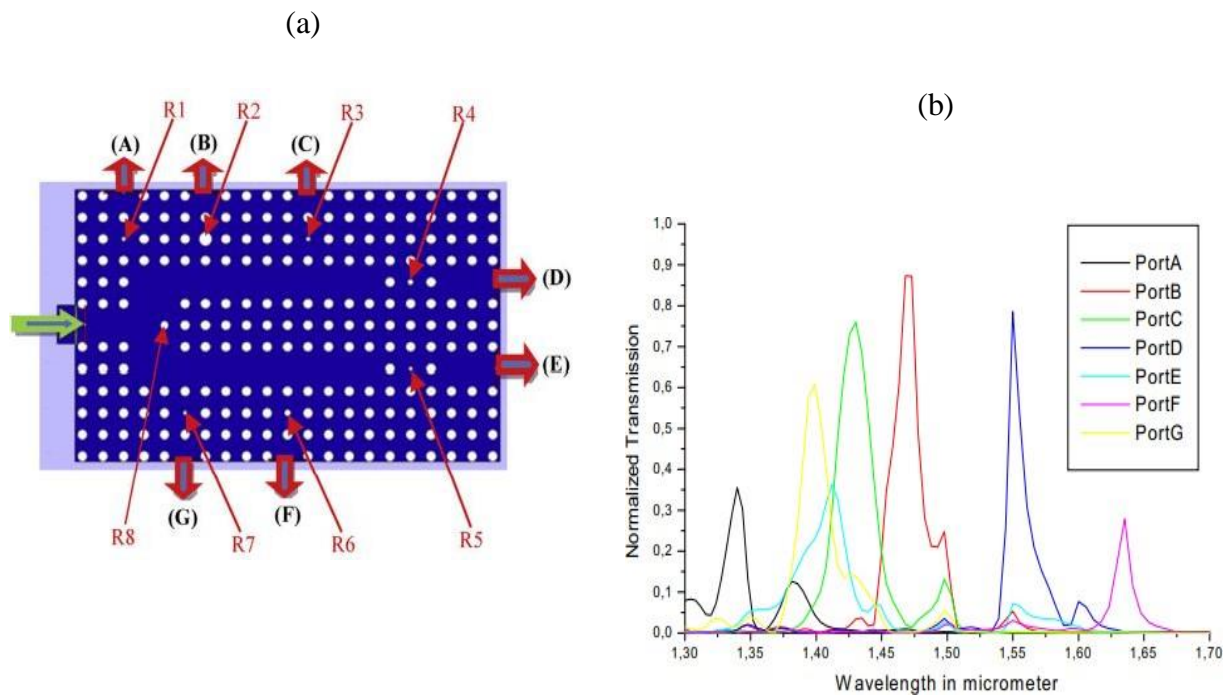 (a)
R1 R2 R3 R4
(A) (B) (C)
(D)
(E)
(G) (F)
R8 R7 R6 R5
(b)
1,0
0,9
0,8
0,7
0,6
0,5
0,4
0,3
0,2
0,1
0,0
Normalized Transmission
PortA
PortB
PortC
PortD
PortE
PortF
PortG
1,30 1,35 1,40 1,45 1,50 1,55 1,60 1,65 1,70
Wavelength in micrometer